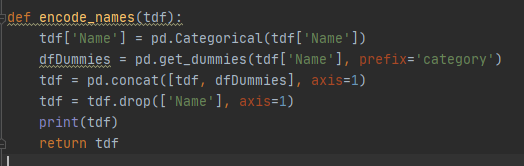 def encode_names(tdf):
    tdf['Name'] = pd.Categorical(tdf['Name'])
    dfDummies = pd.get_dummies(tdf['Name'], prefix='category')
    tdf = pd.concat([tdf, dfDummies], axis=1)
    tdf = tdf.drop(['Name'], axis=1)
    print(tdf)
    return tdf